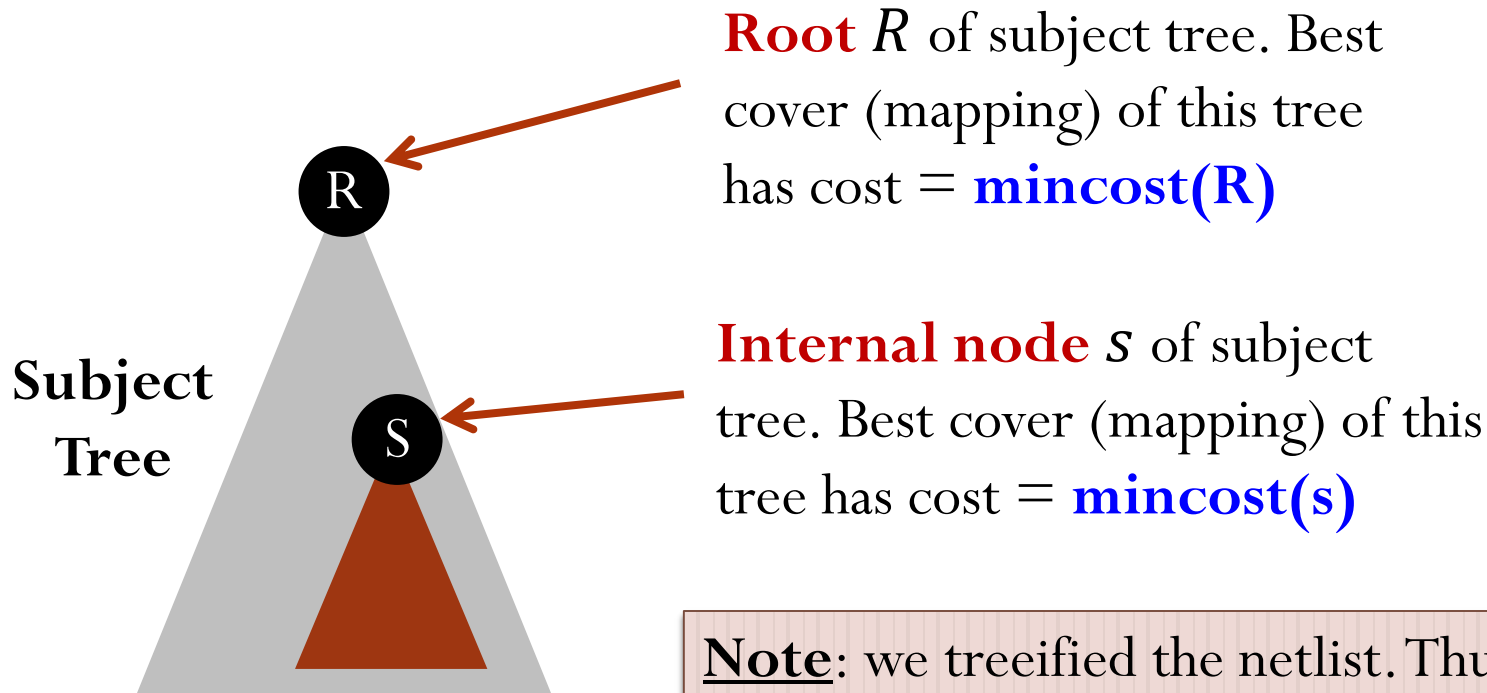 Root R of subject tree. Best
cover (mapping) of this tree
has cost = mincost(R)
R
Subject
Tree
S
Internal node s of subject
tree. Best cover (mapping) of this
tree has cost = mincost(s)
Note: we treeified the netlist. Thu